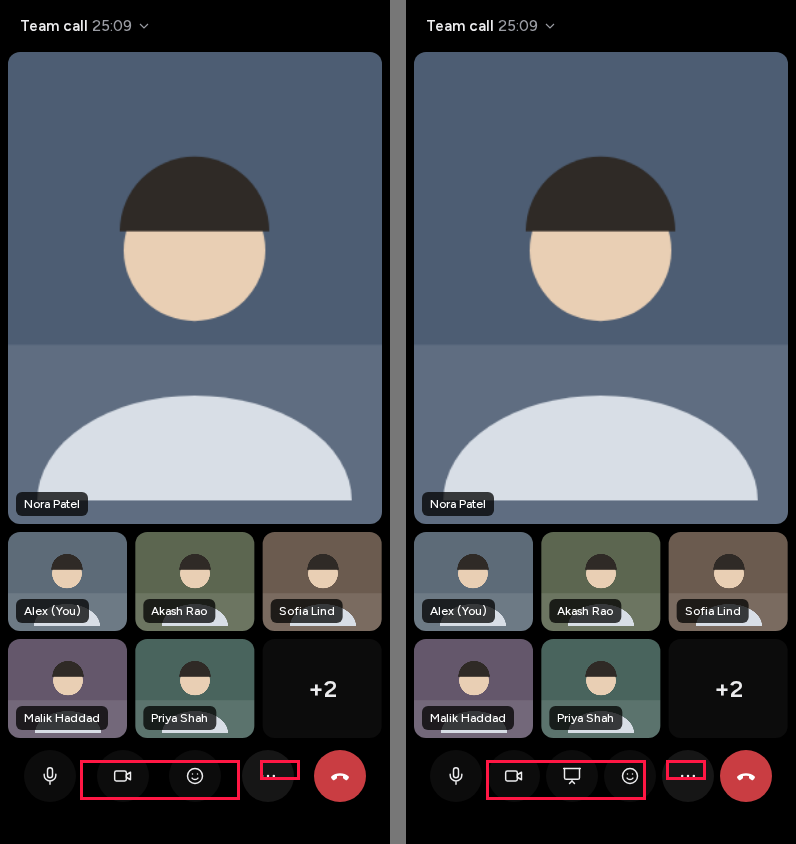 Team call 25:09
Nora Patel
Alex (You)
Akash Rao
Sofia Lind
Malik Haddad
Priya Shah
+2
Team call 25:09
Nora Patel
Alex (You)
Akash Rao
Sofia Lind
Malik Haddad
Priya Shah
+2